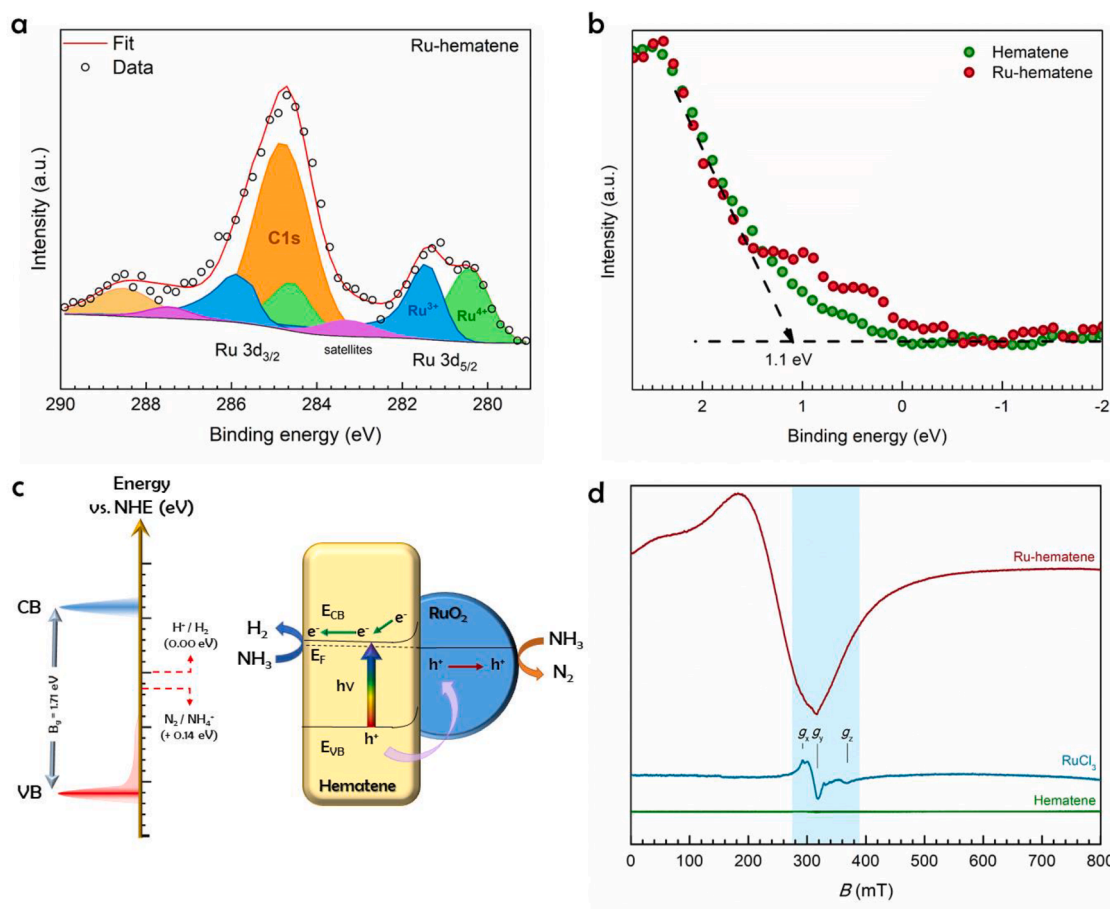 a
Fit
Data
Ru-hematene
C1s
Ru³⁺
Ru⁴⁺
Ru 3d₃/₂
satellites
Ru 3d₅/₂
Intensity (a.u.)
290 288 286 284 282 280
Binding energy (eV)
b
Hematene
Ru-hematene
1.1 eV
Intensity (a.u.)
2 1 0 -1 -2
Binding energy (eV)
c
Energy
vs. NHE (eV)
CB
H⁺/ H₂
(0.00 eV)
Bg = 1.71 eV
N₂ / NH₄⁺
(+ 0.14 eV)
VB
E_CB
RuO₂
e⁻ e⁻ e⁻
H₂
NH₃
E_F
NH₃
N₂
h⁺ h⁺
hν
h⁺
E_VB
Hematene
d
Ru-hematene
gx gy gz
RuCl₃
Hematene
0 100 200 300 400 500 600 700 800
B (mT)